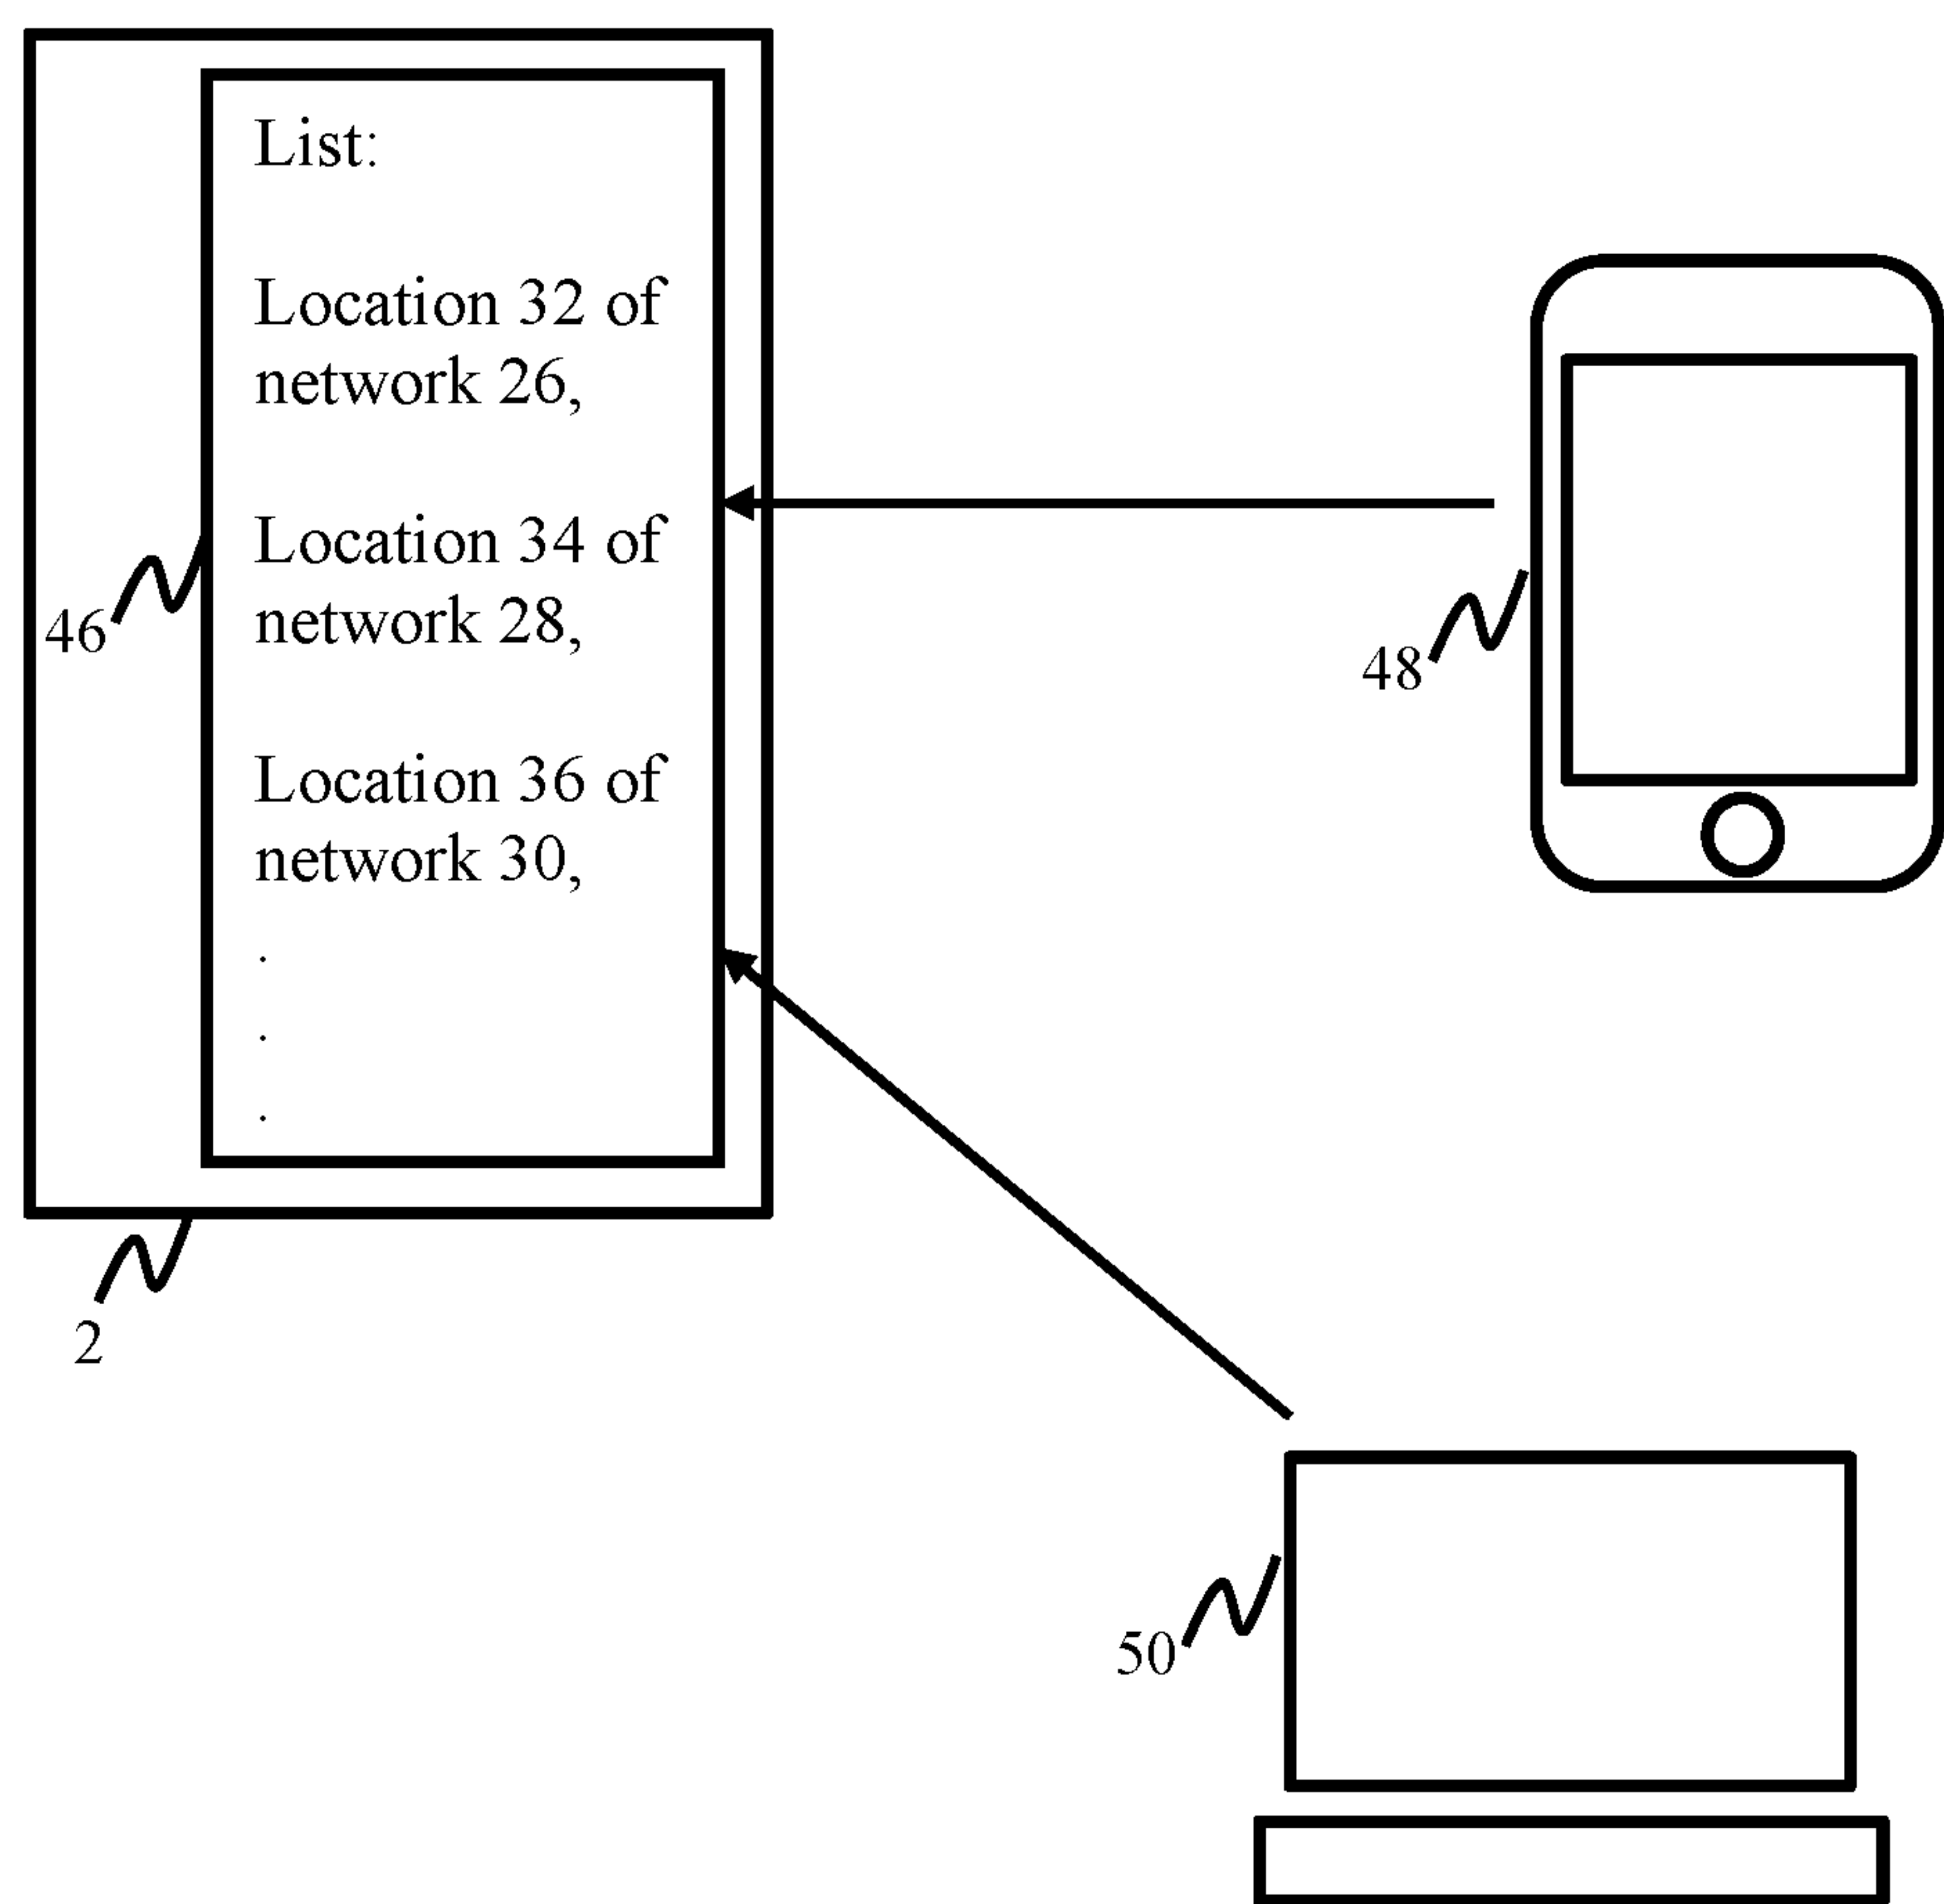 List:
Location 32 of
network 26,
Location 34 of
network 28,
Location 36 of
network 30,
.
.
.
46
48
2
50